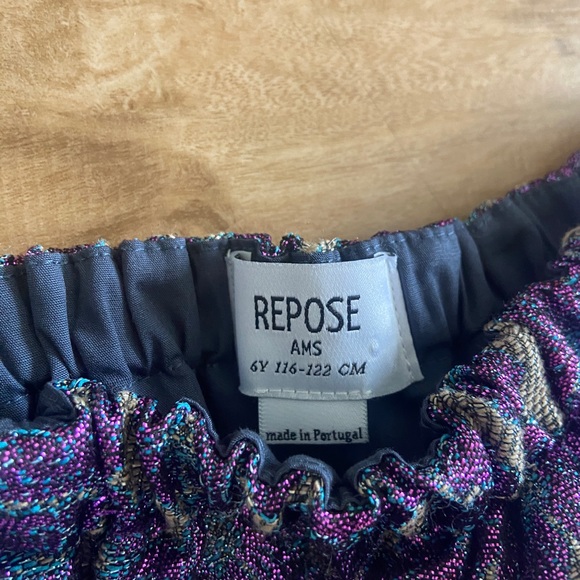 REPOSE
AMS
6Y 116-122 CM
made in Portugal